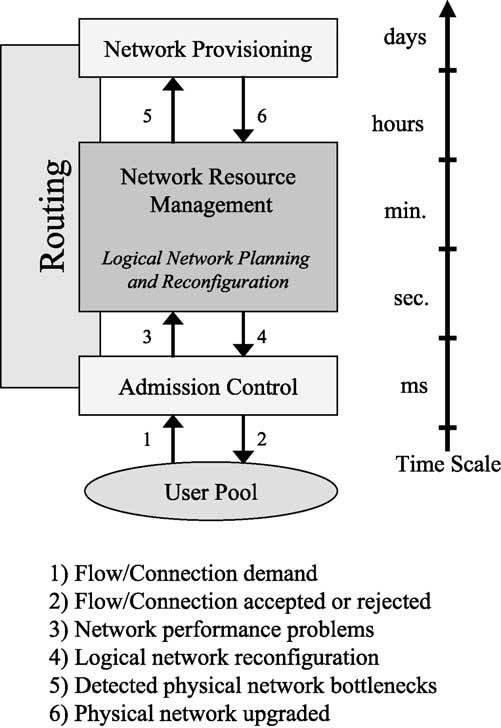 Network Provisioning
days
5
6
hours
Routing
Network Resource
Management
min.
Logical Network Planning
and Reconfiguration
sec.
3
4
Admission Control
ms
1
2
Time Scale
User Pool
1) Flow/Connection demand
2) Flow/Connection accepted or rejected
3) Network performance problems
4) Logical network reconfiguration
5) Detected physical network bottlenecks
6) Physical network upgraded